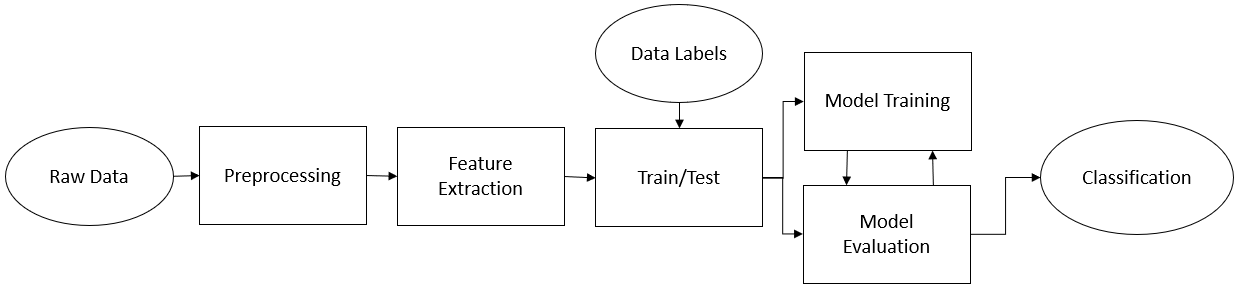 Data Labels
Model Training
Raw Data
Preprocessing
Feature
Extraction
Train/Test
Classification
Model
Evaluation